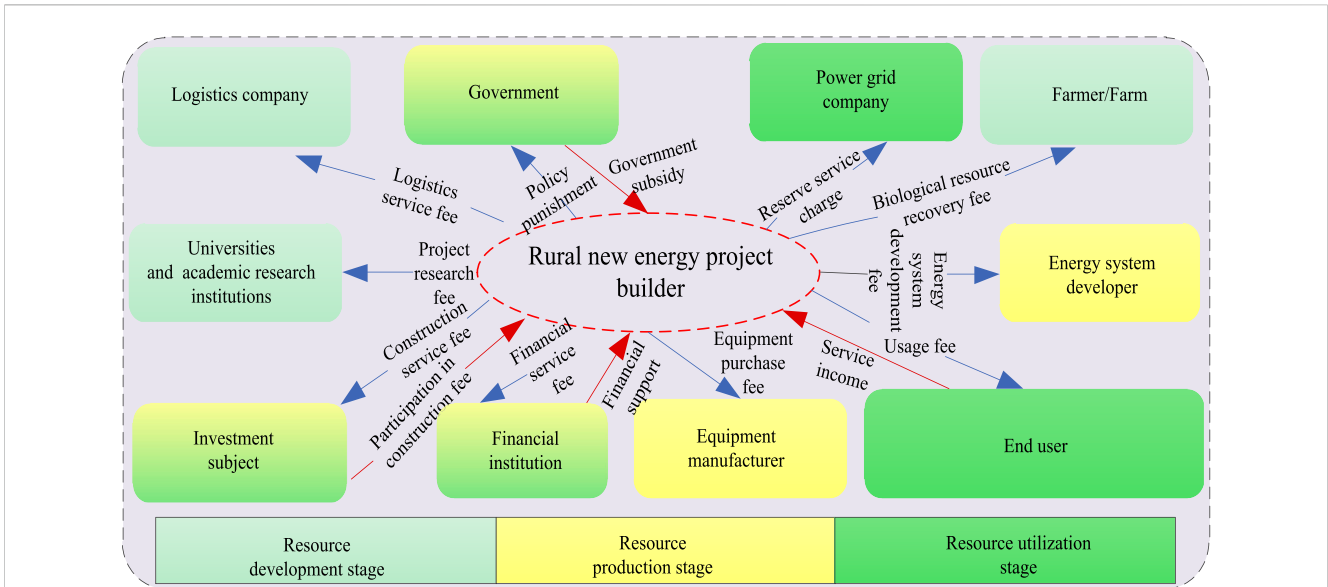 Logistics company
Government
Power grid
company
Farmer/Farm
Logistics
service fee
Policy
punishment
Government
subsidy
Reserve service
charge
Biological resource
recovery fee
Universities
and academic research
institutions
Project
research
fee
Rural new energy project
builder
Energy
system
development
fee
Energy system
developer
Construction
service fee
Participation in
construction fee
Financial
service
fee
Financial
support
Equipment
purchase
fee
Service
income
Usage fee
Investment
subject
Financial
institution
Equipment
manufacturer
End user
Resource
development stage
Resource
production stage
Resource utilization
stage